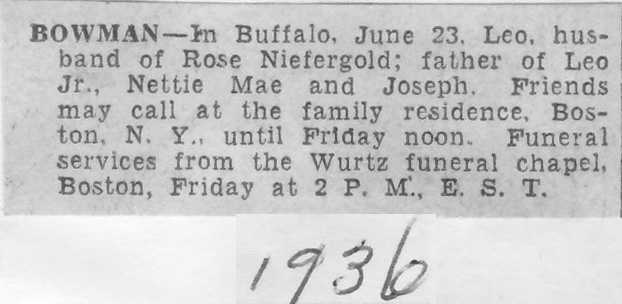 BOWMAN—In Buffalo, June 23, Leo, hus-
band of Rose Niefergold; father of Leo
Jr., Nettie Mae and Joseph. Friends
may call at the family residence, Bos-
ton, N. Y., until Friday noon. Funeral
services from the Wurtz funeral chapel,
Boston, Friday at 2 P. M., E. S. T.
1936